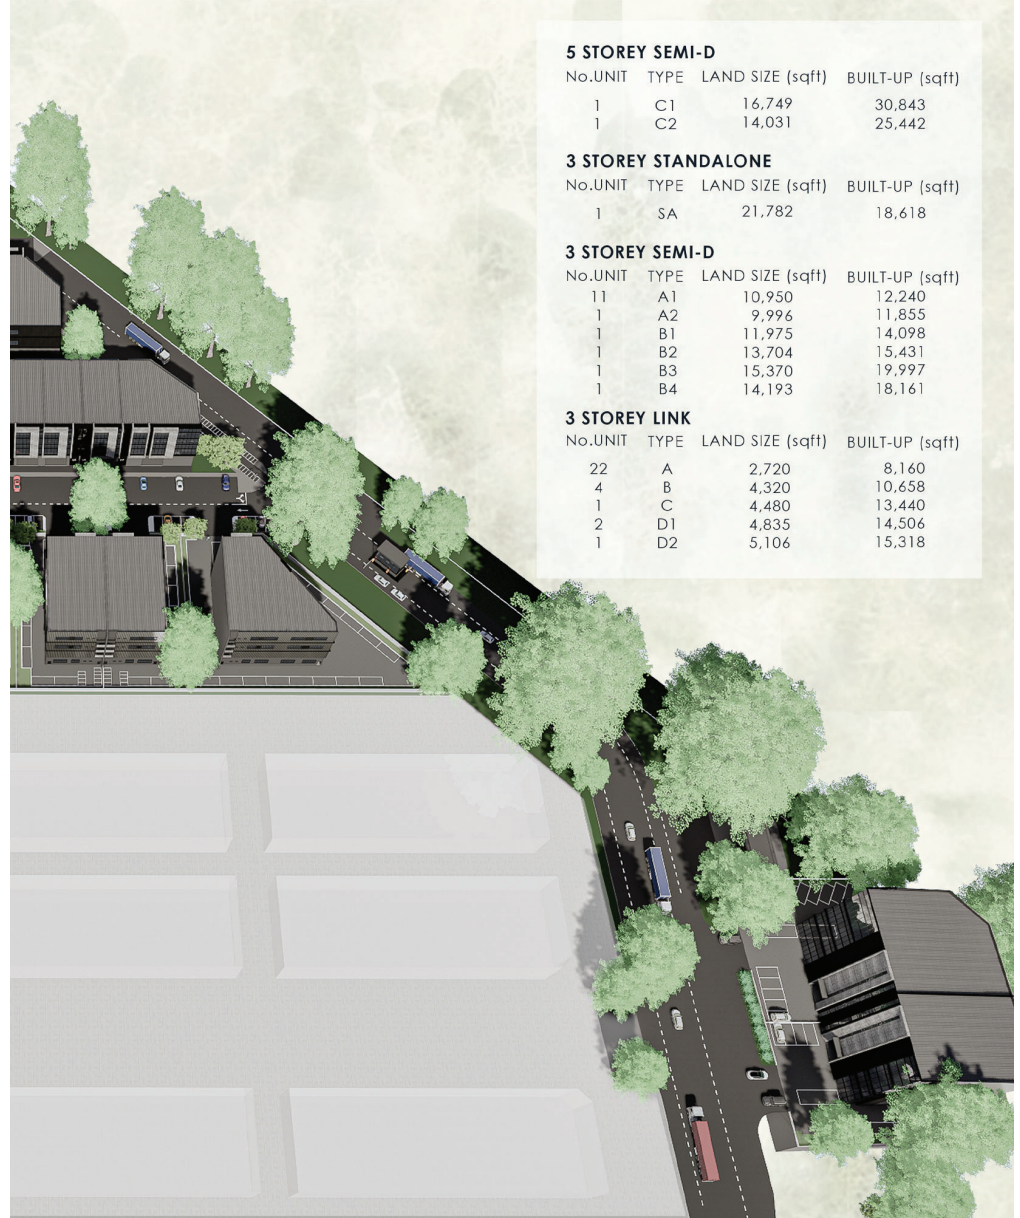 5 STOREY SEMI-D
No.UNIT TYPE LAND SIZE (sqft) BUILT-UP (sqft)
1 C1 16,749 30,843
1 C2 14,031 25,442
3 STOREY STANDALONE
No.UNIT TYPE LAND SIZE (sqft) BUILT-UP (sqft)
1 SA 21,782 18,618
3 STOREY SEMI-D
No.UNIT TYPE LAND SIZE (sqft) BUILT-UP (sqft)
11 A1 10,950 12,240
1 A2 9,996 11,855
1 B1 11,975 14,098
1 B2 13,704 15,431
1 B3 15,370 19,997
1 B4 14,193 18,161
3 STOREY LINK
No.UNIT TYPE LAND SIZE (sqft) BUILT-UP (sqft)
22 A 2,720 8,160
4 B 4,320 10,658
1 C 4,480 13,440
2 D1 4,835 14,506
1 D2 5,106 15,318